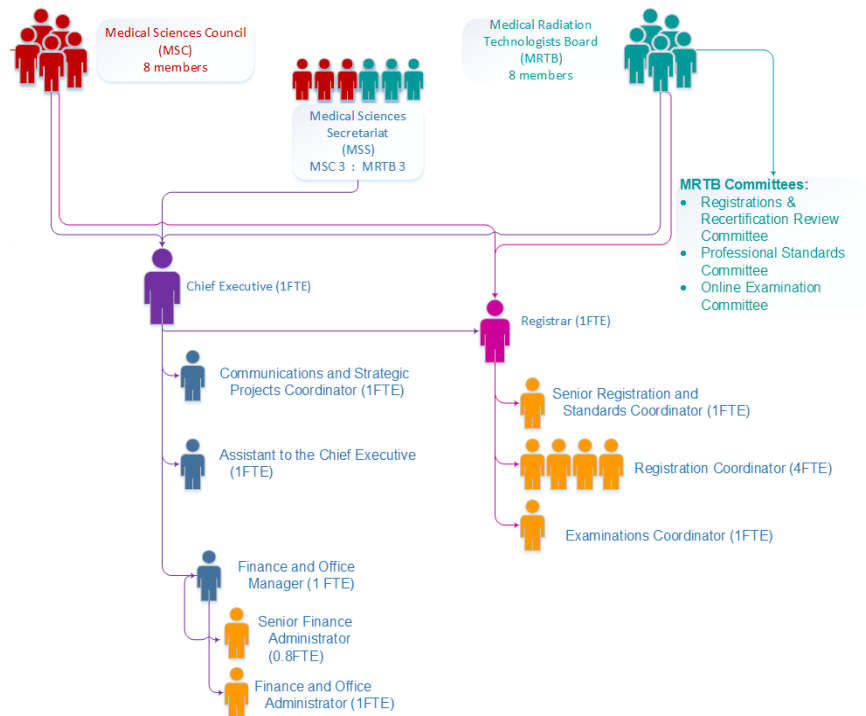 Medical Sciences Council
(MSC)
8 members
Medical Radiation
Technologists Board
(MRTB)
8 members
Medical Sciences
Secretariat
(MSS)
MSC 3 : MRTB 3
MRTB Committees:
• Registrations &
Recertification Review
Committee
• Professional Standards
Committee
• Online Examination
Committee
Chief Executive (1FTE)
Registrar (1FTE)
Communications and Strategic
Projects Coordinator (1FTE)
Senior Registration and
Standards Coordinator (1FTE)
Assistant to the Chief Executive
(1FTE)
Registration Coordinator (4FTE)
Examinations Coordinator (1FTE)
Finance and Office
Manager (1 FTE)
Senior Finance
Administrator
(0.8FTE)
Finance and Office
Administrator (1FTE)